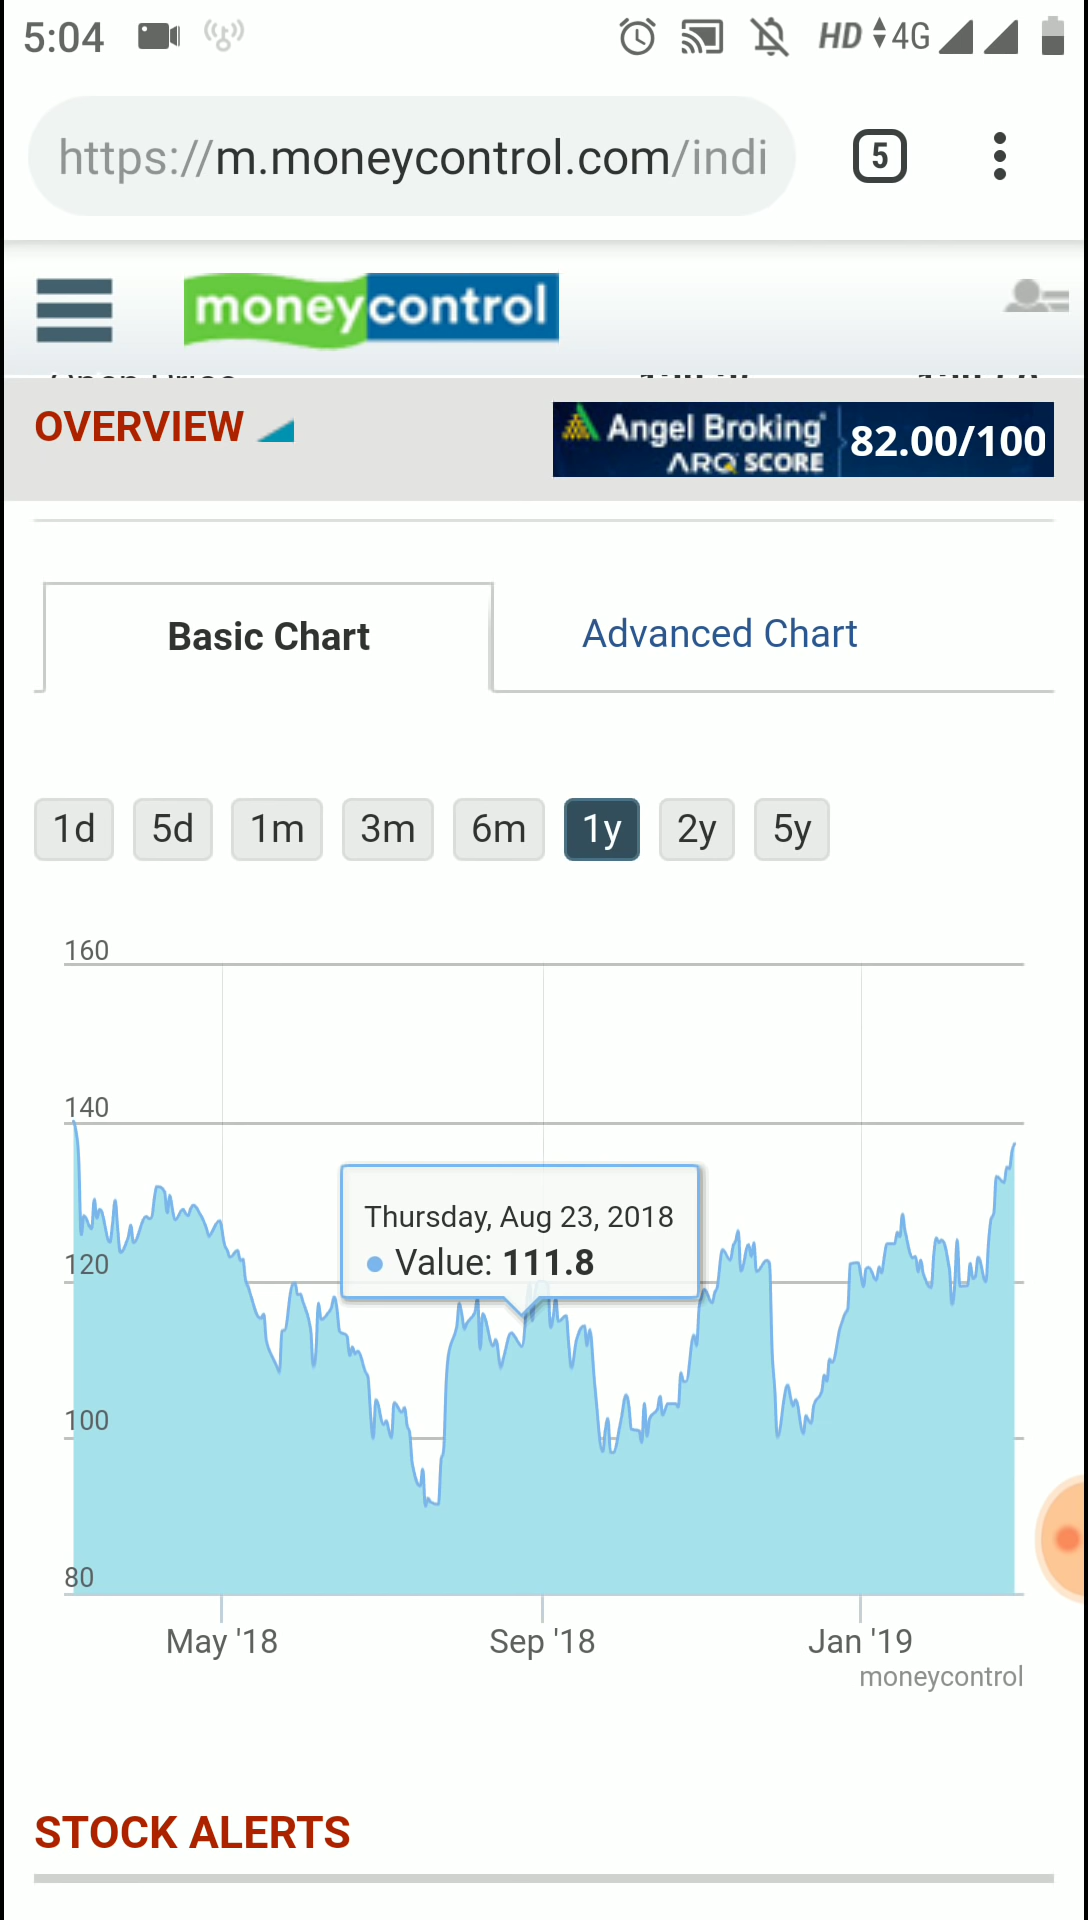 5:04 HD 4G
https://m.moneycontrol.com/indi 5
moneycontrol
OVERVIEW
Angel Broking
ARQ SCORE
82.00/100
Basic Chart Advanced Chart
1d 5d 1m 3m 6m 1y 2y 5y
160
140
Thursday, Aug 23, 2018
Value: 111.8
120
100
80
May '18 Sep '18 Jan '19
moneycontrol
STOCK ALERTS